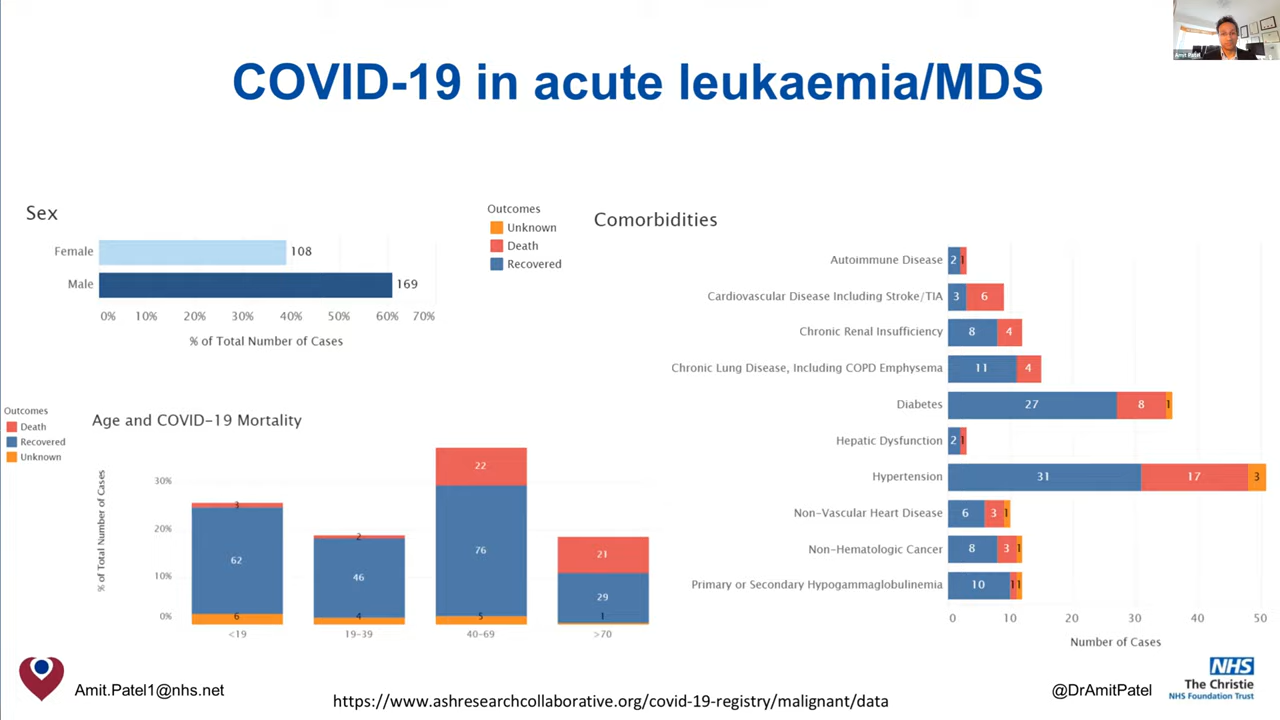 Amit Patel
COVID-19 in acute leukaemia/MDS
Sex
Female 108
Male 169
0% 10% 20% 30% 40% 50% 60% 70%
% of Total Number of Cases
Outcomes
Unknown
Death
Recovered
Comorbidities
Autoimmune Disease 2 1
Cardiovascular Disease Including Stroke/TIA 3 6
Chronic Renal Insufficiency 8 4
Chronic Lung Disease, Including COPD Emphysema 11 4
Diabetes 27 8 1
Hepatic Dysfunction 2 1
Hypertension 31 17 3
Non-Vascular Heart Disease 6 3 1
Non-Hematologic Cancer 8 3 1
Primary or Secondary Hypogammaglobulinemia 10 1 1
0 10 20 30 40 50
Number of Cases
Outcomes
Death
Recovered
Unknown
Age and COVID-19 Mortality
% of Total Number of Cases
30%
20%
10%
0%
3 2 22 21
62 46 76 29
6 4 5 1
<19 19-39 40-69 >70
Amit.Patel1@nhs.net
https://www.ashresearchcollaborative.org/covid-19-registry/malignant/data
@DrAmitPatel
NHS
The Christie
NHS Foundation Trust